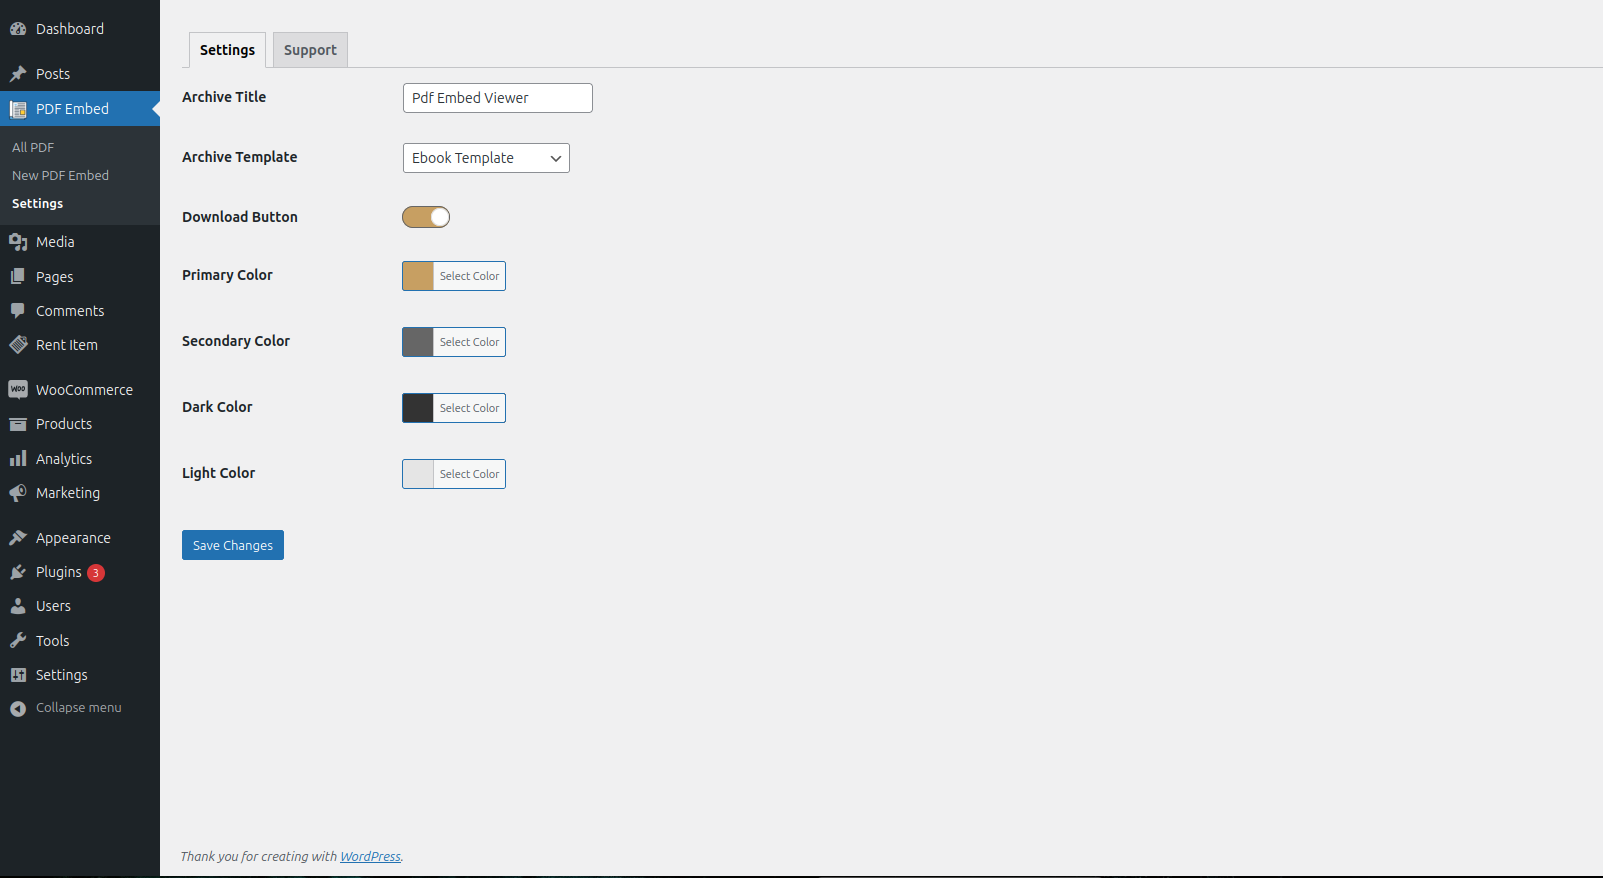 Dashboard
Posts
PDF Embed
All PDF
New PDF Embed
Settings
Media
Pages
Comments
Rent Item
WOO WooCommerce
Products
Analytics
Marketing
Appearance
Plugins 3
Users
Tools
Settings
Collapse menu
Settings Support
Archive Title Pdf Embed Viewer
Archive Template Ebook Template
Download Button
Primary Color Select Color
Secondary Color Select Color
Dark Color Select Color
Light Color Select Color
Save Changes
Thank you for creating with WordPress.